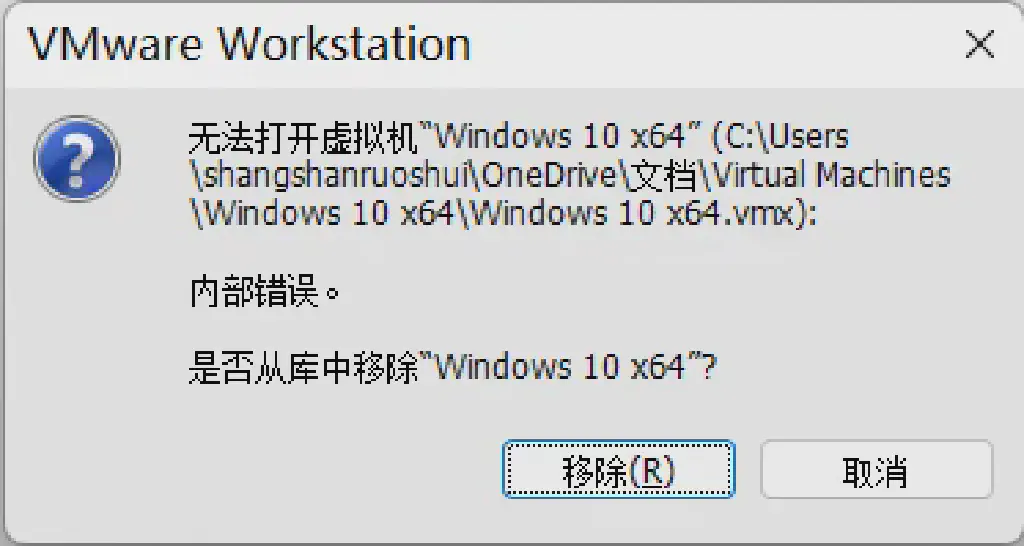 VMware Workstation
无法打开虚拟机“Windows 10 x64” (C:\Users
\shangshanruoshui\OneDrive\文档\Virtual Machines
\Windows 10 x64\Windows 10 x64.vmx):
内部错误。
是否从库中移除“Windows 10 x64”?
移除(R) 取消